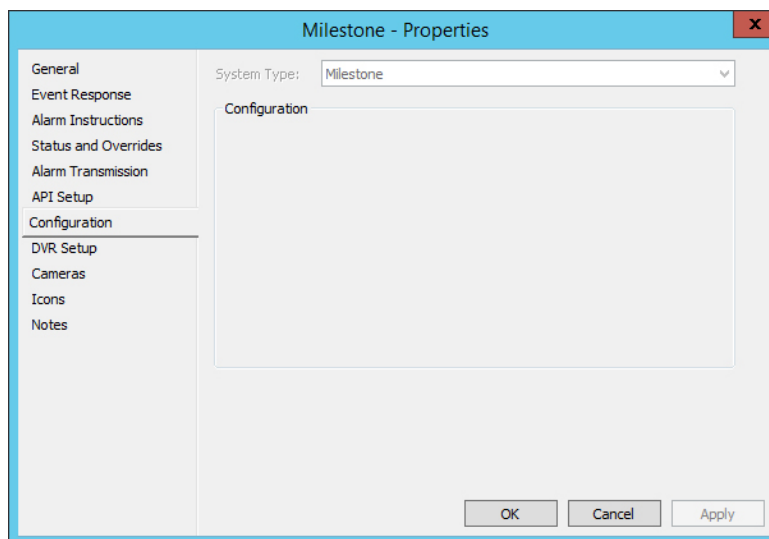 Milestone - Properties
x
General
Event Response
Alarm Instructions
Status and Overrides
Alarm Transmission
API Setup
Configuration
DVR Setup
Cameras
Icons
Notes
System Type: Milestone
Configuration
OK Cancel Apply